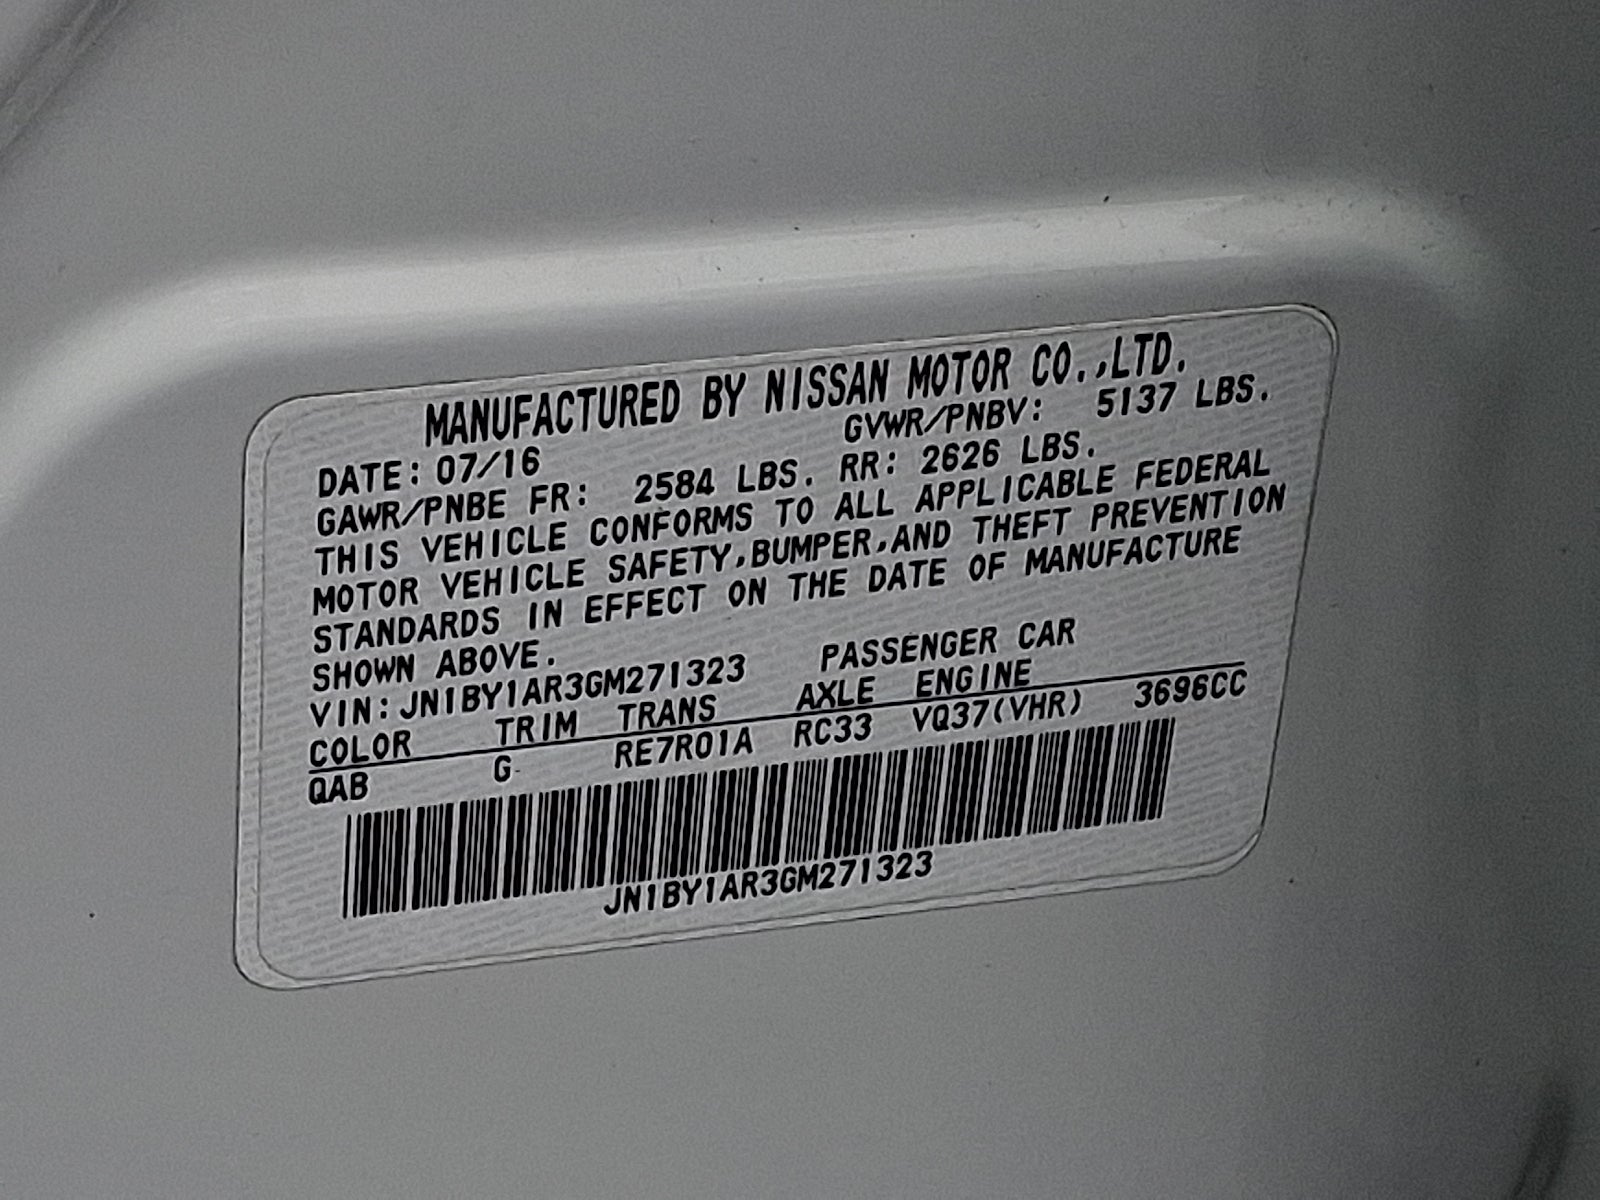 MANUFACTURED BY NISSAN MOTOR CO.,LTD.
DATE: 07/16 GVWR/PNBV: 5137 LBS.
GAWR/PNBE FR: 2584 LBS. RR: 2626 LBS.
THIS VEHICLE CONFORMS TO ALL APPLICABLE FEDERAL
MOTOR VEHICLE SAFETY,BUMPER,AND THEFT PREVENTION
STANDARDS IN EFFECT ON THE DATE OF MANUFACTURE
SHOWN ABOVE.
VIN:JN1BY1AR3GM271323 PASSENGER CAR
COLOR TRIM TRANS AXLE ENGINE
QAB G RE7R01A RC33 VQ37(VHR) 3696CC
JN1BY1AR3GM271323